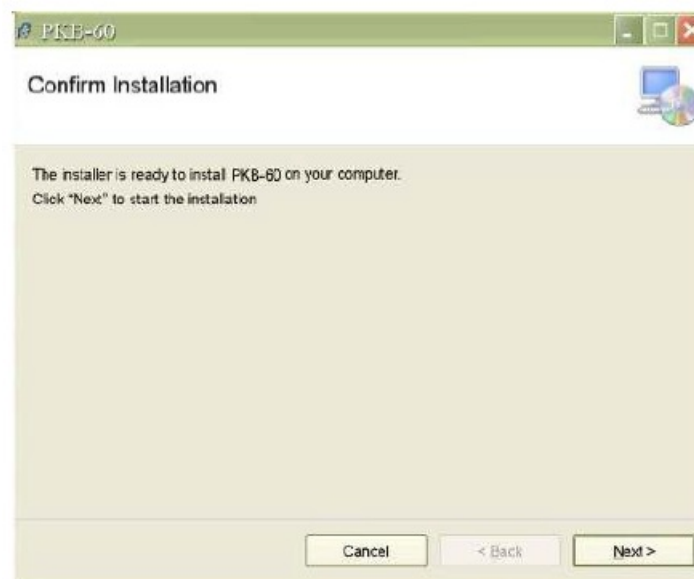 PKB-60
Confirm Installation
The installer is ready to install PKB-60 on your computer.
Click "Next" to start the installation
Cancel
< Back
Next >